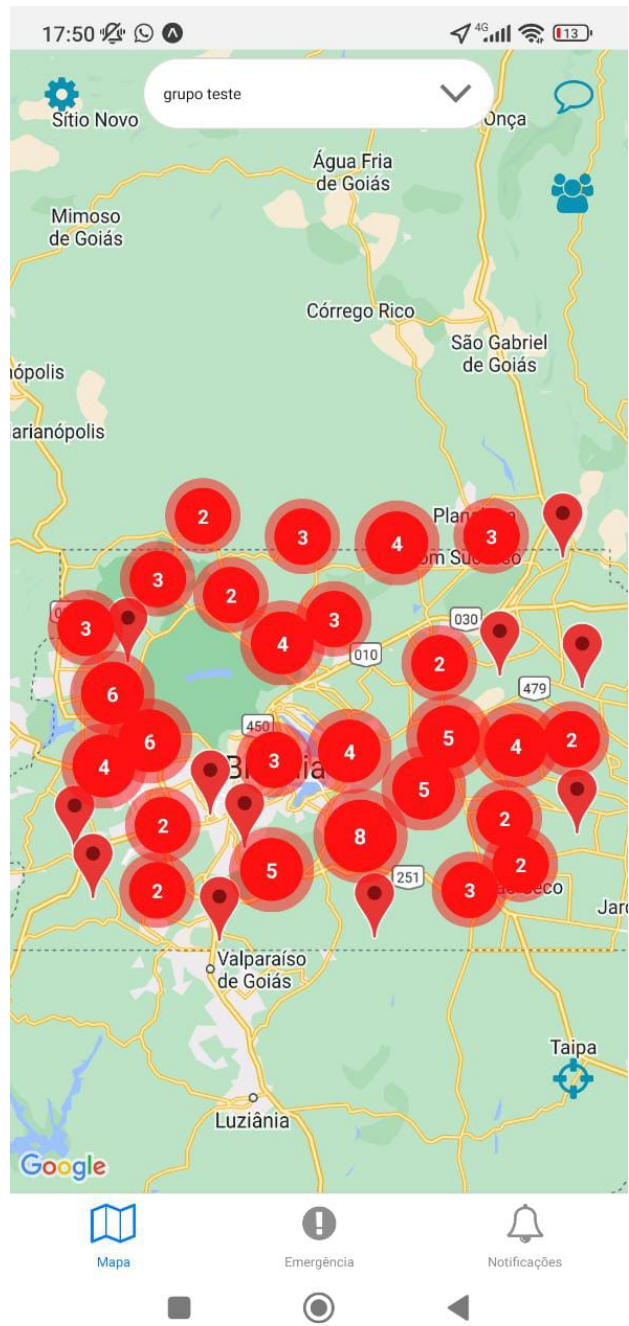 17:50
4G
13
grupo teste
Sítio Novo
Onça
Água Fria
de Goiás
Mimoso
de Goiás
Córrego Rico
São Gabriel
de Goiás
ópolis
arianópolis
2
3
4
3
3
2
3
030
3
4
010
2
6
479
450
6
5
4
2
3
4
4
5
2
2
8
5
2
2
251
3
Jar
Valparaíso
de Goiás
Taipa
Luziânia
Google
Mapa
Emergência
Notificações